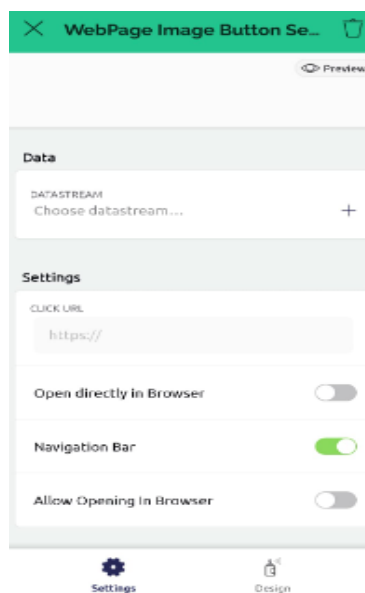 WebPage Image Button Se...
Preview
Data
DATASTREAM
Choose datastream...
Settings
CLICK URL
https://
Open directly in Browser
Navigation Bar
Allow Opening In Browser
Settings
Design